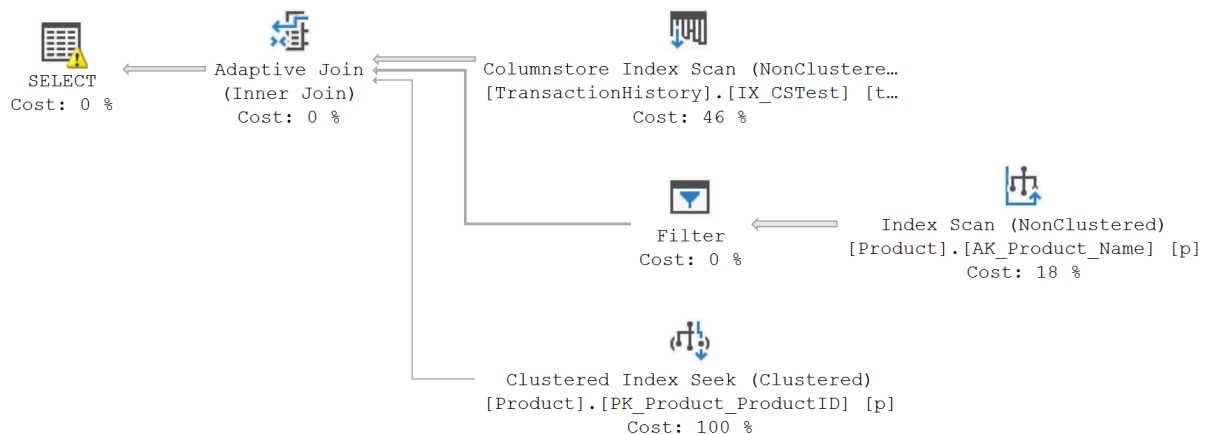 SELECT
Cost: 0 %
Adaptive Join
(Inner Join)
Cost: 0 %
Columnstore Index Scan (NonClustere…
[TransactionHistory].[IX_CSTest] [t…
Cost: 46 %
Filter
Cost: 0 %
Index Scan (NonClustered)
[Product].[AK_Product_Name] [p]
Cost: 18 %
Clustered Index Seek (Clustered)
[Product].[PK_Product_ProductID] [p]
Cost: 100 %